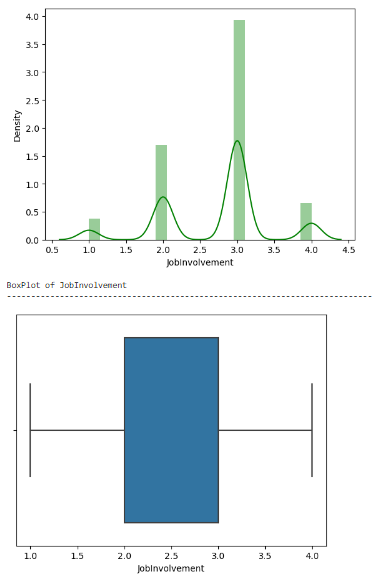 4.0
3.5
3.0
2.5
2.0
1.5
1.0
0.5
0.0
Density
0.5 1.0 1.5 2.0 2.5 3.0 3.5 4.0 4.5
JobInvolvement
BoxPlot of JobInvolvement
1.0 1.5 2.0 2.5 3.0 3.5 4.0
JobInvolvement